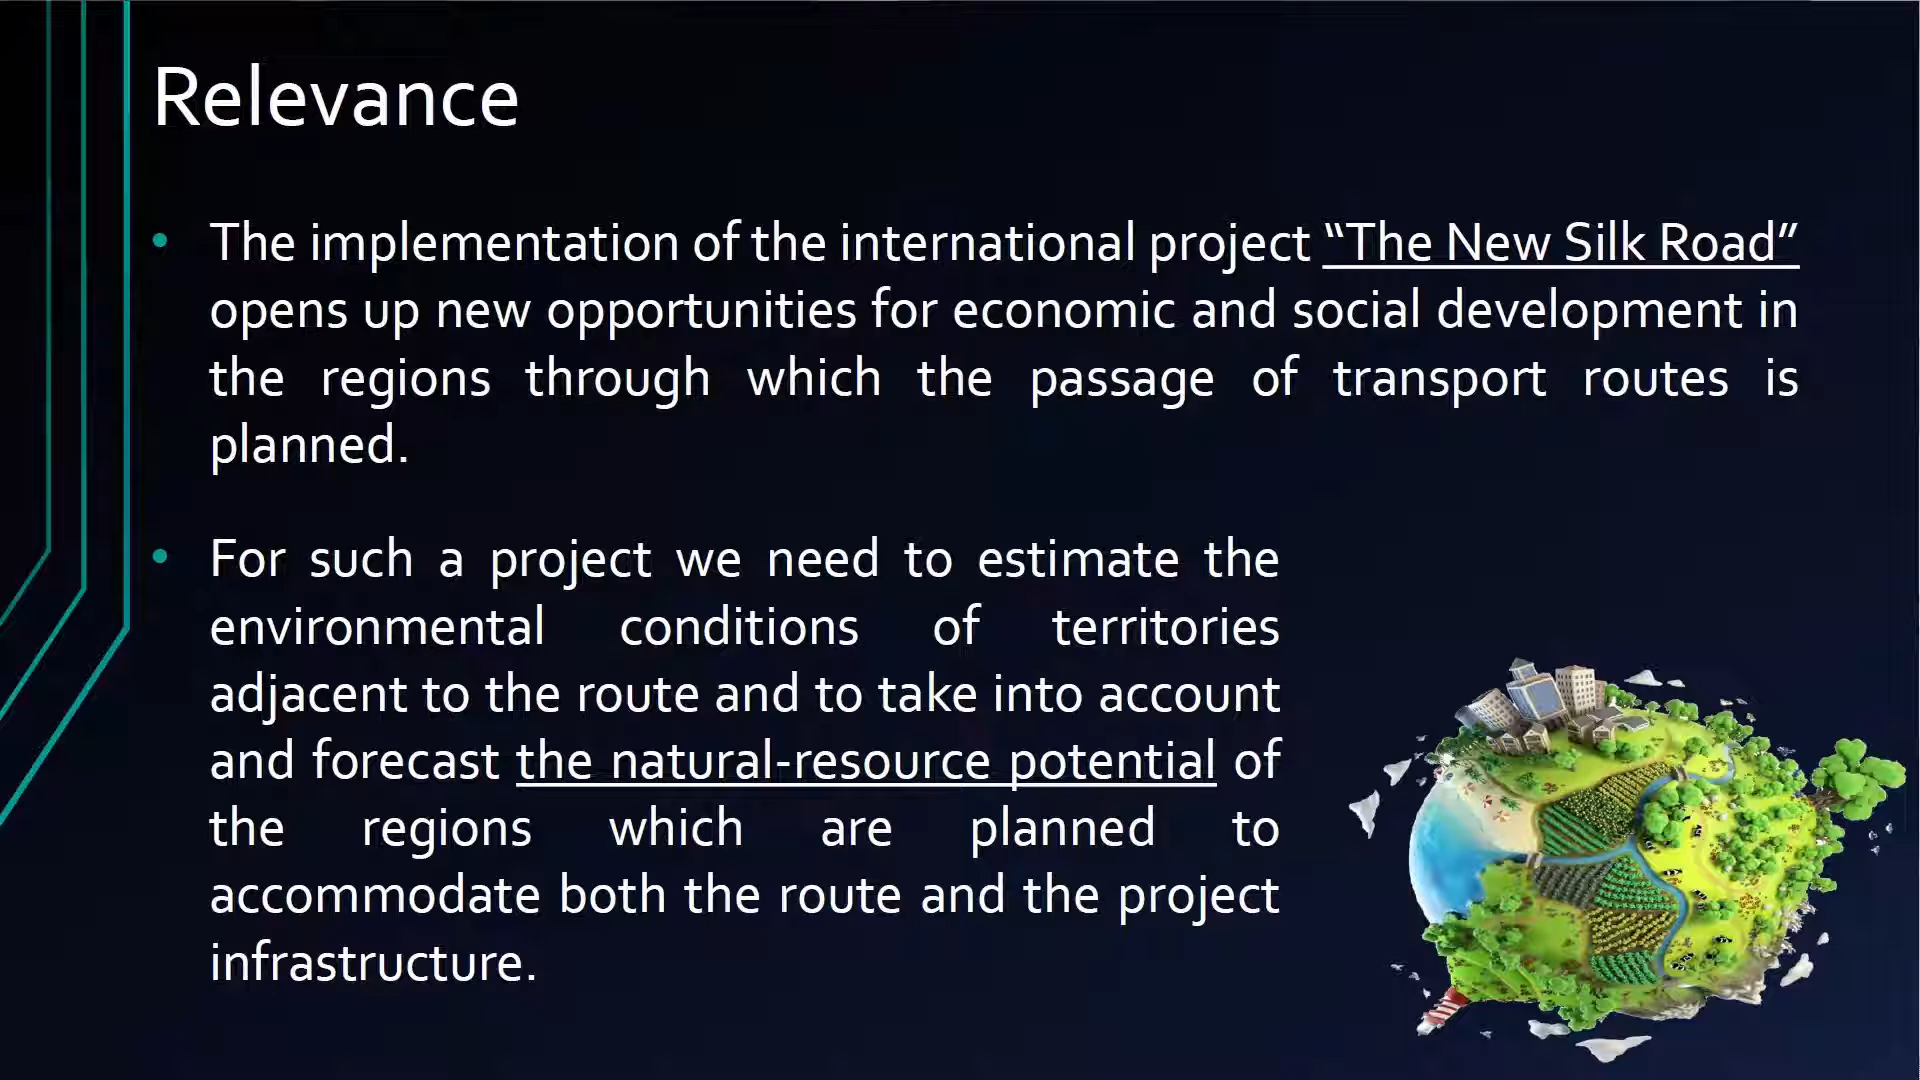 Relevance
• The implementation of the international project “The New Silk Road”
opens up new opportunities for economic and social development in
the regions through which the passage of transport routes is
planned.
• For such a project we need to estimate the
environmental conditions of territories
adjacent to the route and to take into account
and forecast the natural-resource potential of
the regions which are planned to
accommodate both the route and the project
infrastructure.